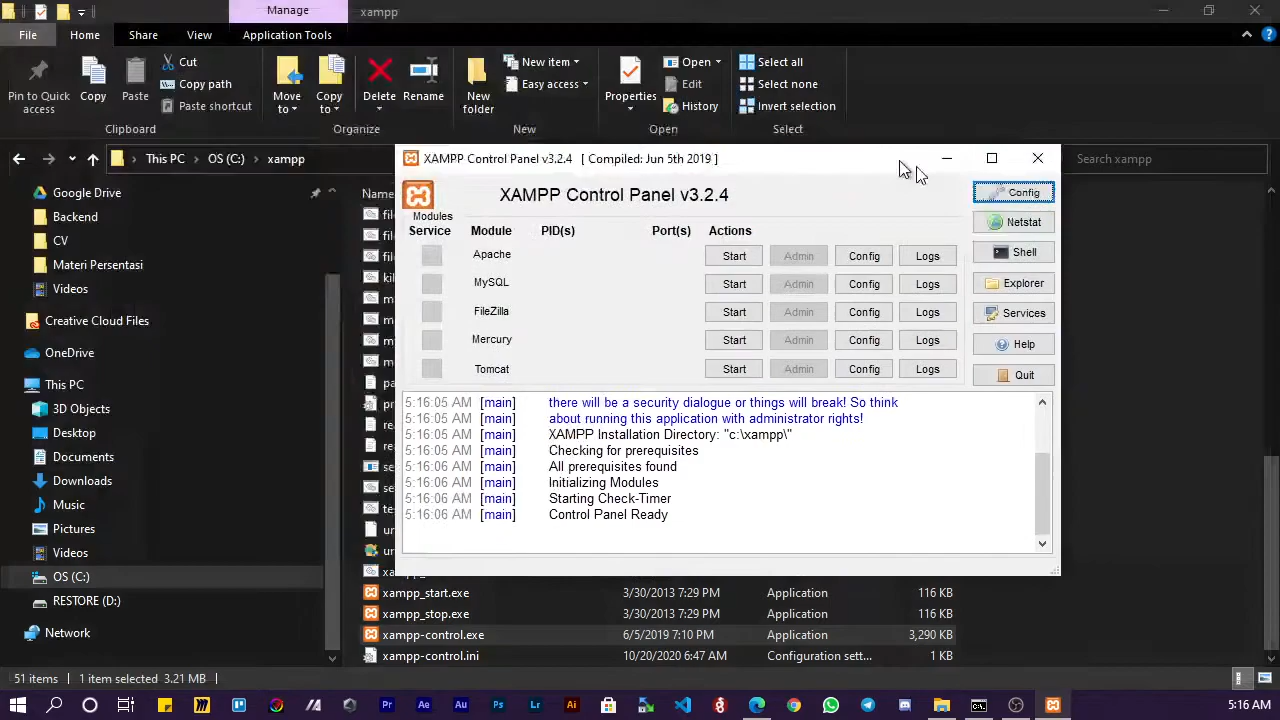 Manage
xampp
File
Home
Share
View
Application Tools
Pin to Quick access
Copy
Paste
Cut
Copy path
Paste shortcut
Clipboard
Move to
Copy to
Delete
Rename
Organize
New folder
New item
Easy access
New
Properties
Open
Edit
History
Open
Select all
Select none
Invert selection
Select
This PC
OS (C:)
xampp
Search xampp
Google Drive
Backend
CV
Materi Persentasi
Videos
Creative Cloud Files
OneDrive
This PC
3D Objects
Desktop
Documents
Downloads
Music
Pictures
Videos
OS (C:)
RESTORE (D:)
Network
XAMPP Control Panel v3.2.4 [ Compiled: Jun 5th 2019 ]
XAMPP Control Panel v3.2.4
Modules
Service Module PID(s) Port(s) Actions
Apache Start Admin Config Logs
MySQL Start Admin Config Logs
FileZilla Start Admin Config Logs
Mercury Start Admin Config Logs
Tomcat Start Admin Config Logs
Config
Netstat
Shell
Explorer
Services
Help
Quit
5:16:05 AM [main] there will be a security dialogue or things will break! So think
5:16:05 AM [main] about running this application with administrator rights!
5:16:05 AM [main] XAMPP Installation Directory: "c:\xampp\"
5:16:06 AM [main] Checking for prerequisites
5:16:06 AM [main] All prerequisites found
5:16:06 AM [main] Initializing Modules
5:16:06 AM [main] Starting Check-Timer
5:16:06 AM [main] Control Panel Ready
xampp_start.exe 3/30/2013 7:29 PM Application 116 KB
xampp_stop.exe 3/30/2013 7:29 PM Application 116 KB
xampp-control.exe 6/5/2019 7:10 PM Application 3,290 KB
xampp-control.ini 10/20/2020 6:47 AM Configuration sett... 1 KB
51 items 1 item selected 3.21 MB
Pr
Ae
Au
Ps
Lr
Ai
5:16 AM